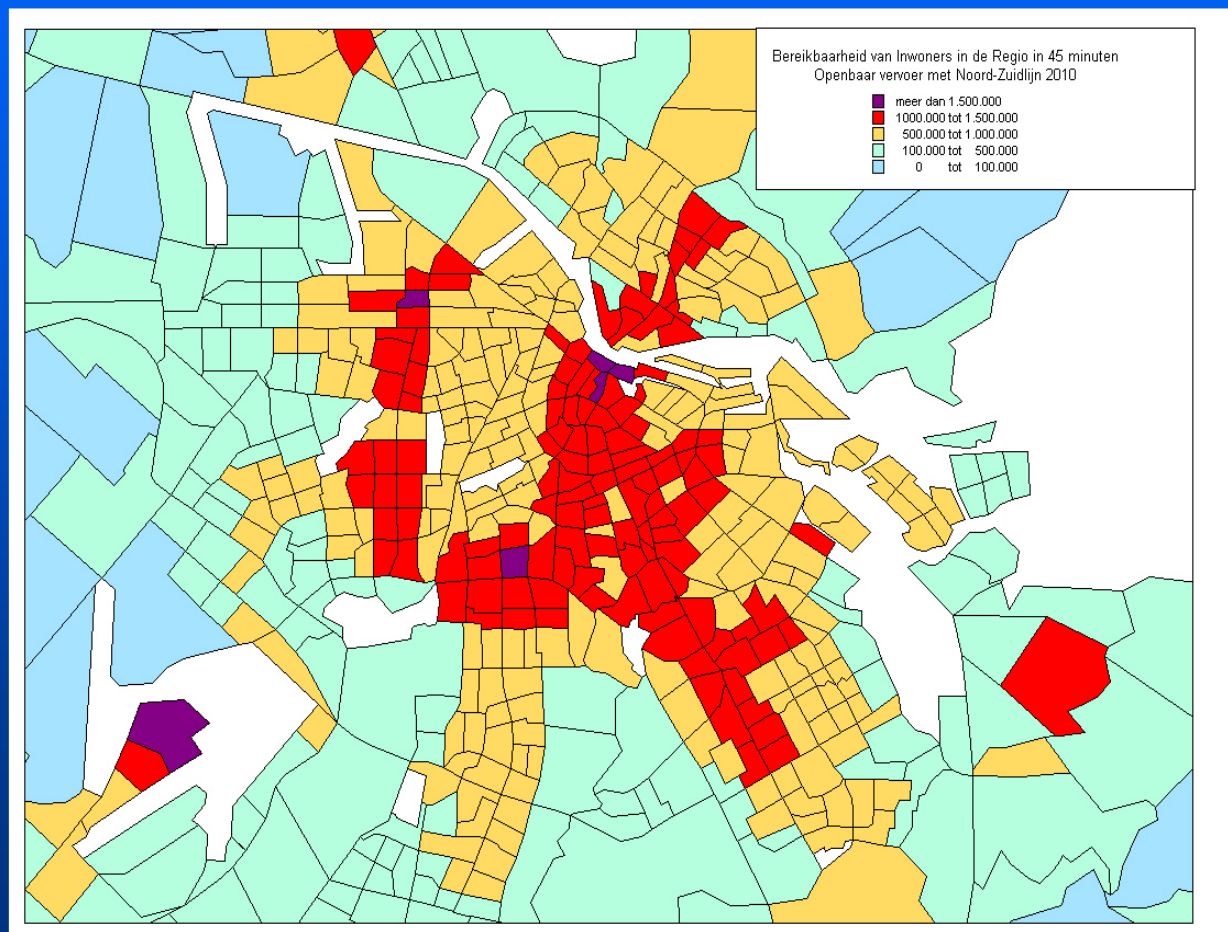 Bereikbaarheid van Inwoners in de Regio in 45 minuten
Openbaar vervoer met Noord-Zuidlijn 2010
meer dan 1.500.000
1000.000 tot 1.500.000
500.000 tot 1.000.000
100.000 tot 500.000
0 tot 100.000